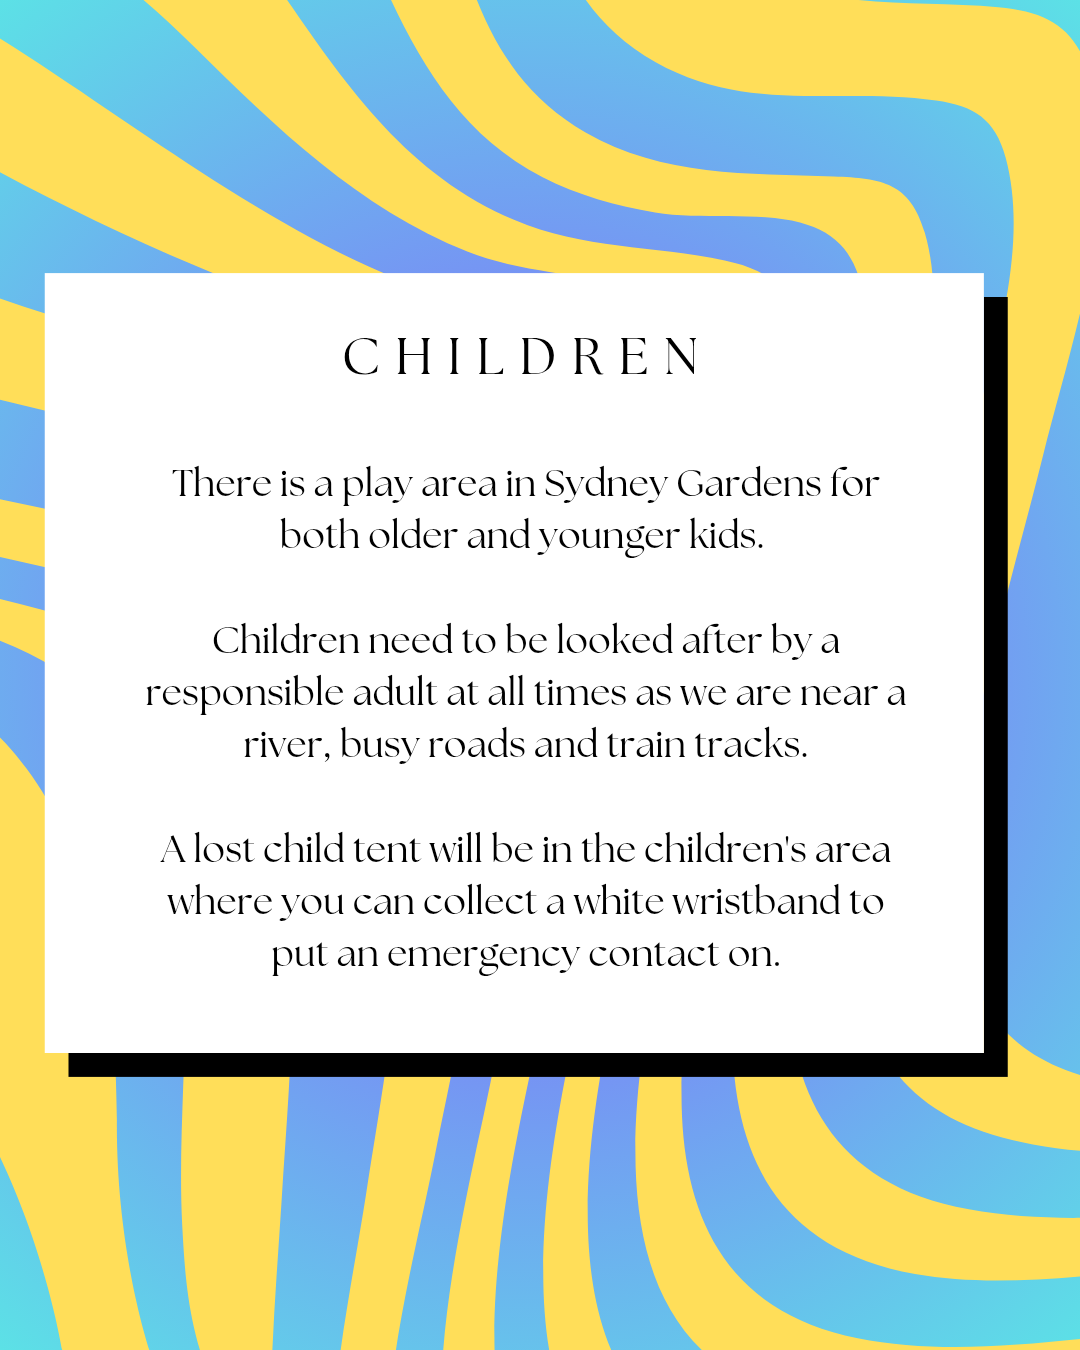 CHILDREN
There is a play area in Sydney Gardens for
both older and younger kids.
Children need to be looked after by a
responsible adult at all times as we are near a
river, busy roads and train tracks.
A lost child tent will be in the children's area
where you can collect a white wristband to
put an emergency contact on.